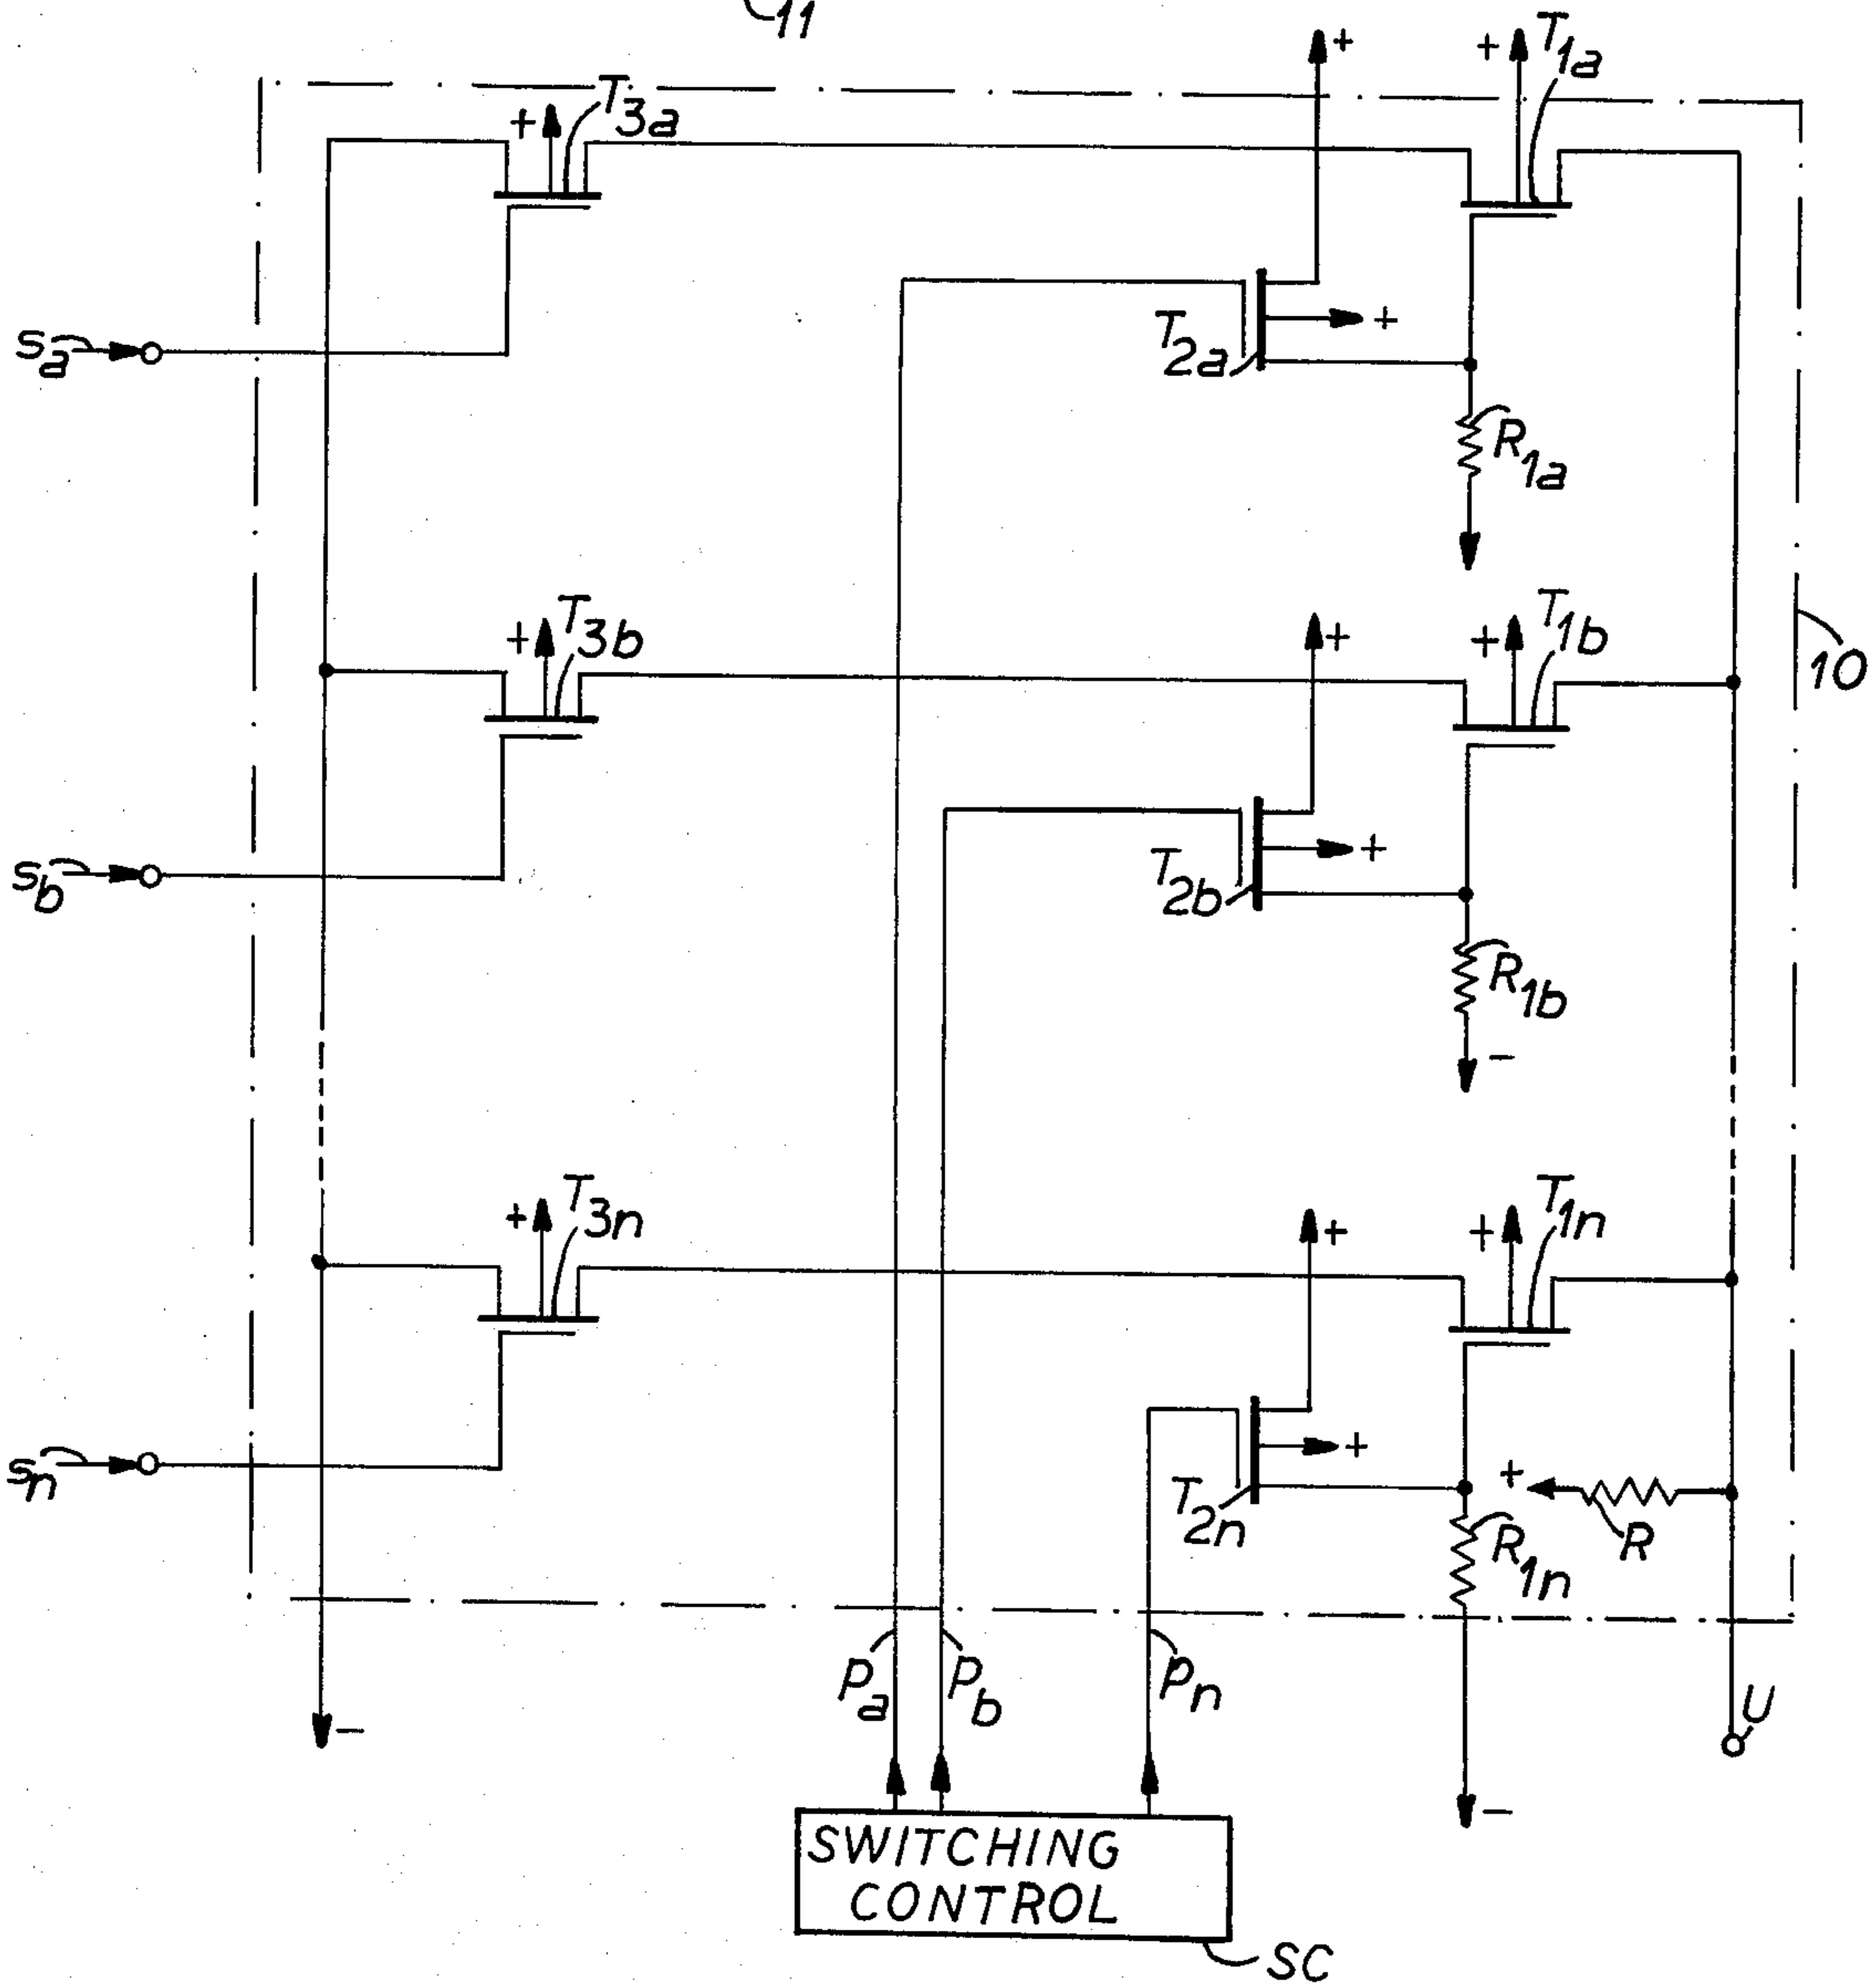 11
+
+ T1a
+ T3a
Sa
T2a +
R1a
+ T3b
+
+ T1b
10
Sb
T2b +
R1b
-
+ T3n
+
+ T1n
Sn
T2n +
+ R
R1n
Pa Pb Pn
U
-
-
SWITCHING
CONTROL
SC